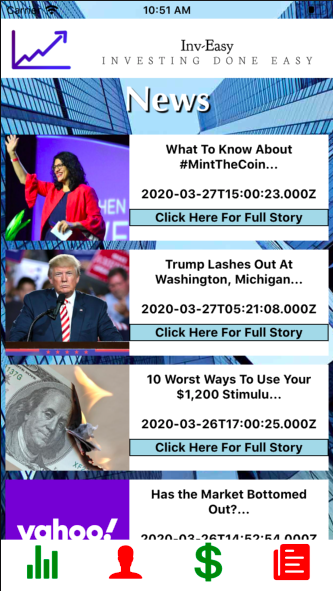 Carrier
10:51 AM
Inv-Easy
INVESTING DONE EASY
News
What To Know About
#MintTheCoin...
2020-03-27T15:00:23.000Z
Click Here For Full Story
Trump Lashes Out At
Washington, Michigan...
2020-03-27T05:21:08.000Z
Click Here For Full Story
10 Worst Ways To Use Your
$1,200 Stimulu...
2020-03-26T17:00:25.000Z
Click Here For Full Story
Has the Market Bottomed
Out?...
yahoo!
2020-03-26T14:52:54.000Z